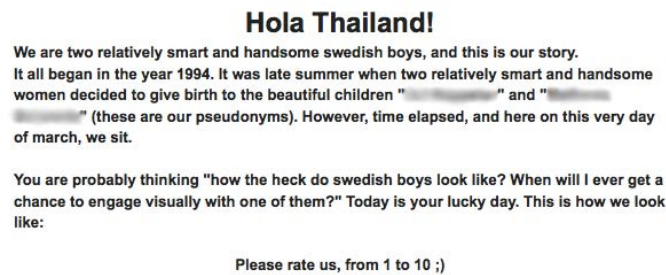 Hola Thailand!
We are two relatively smart and handsome swedish boys, and this is our story.
It all began in the year 1994. It was late summer when two relatively smart and handsome
women decided to give birth to the beautiful children "" and "
" (these are our pseudonyms). However, time elapsed, and here on this very day
of march, we sit.
You are probably thinking "how the heck do swedish boys look like? When will I ever get a
chance to engage visually with one of them?" Today is your lucky day. This is how we look
like:
Please rate us, from 1 to 10 ;)